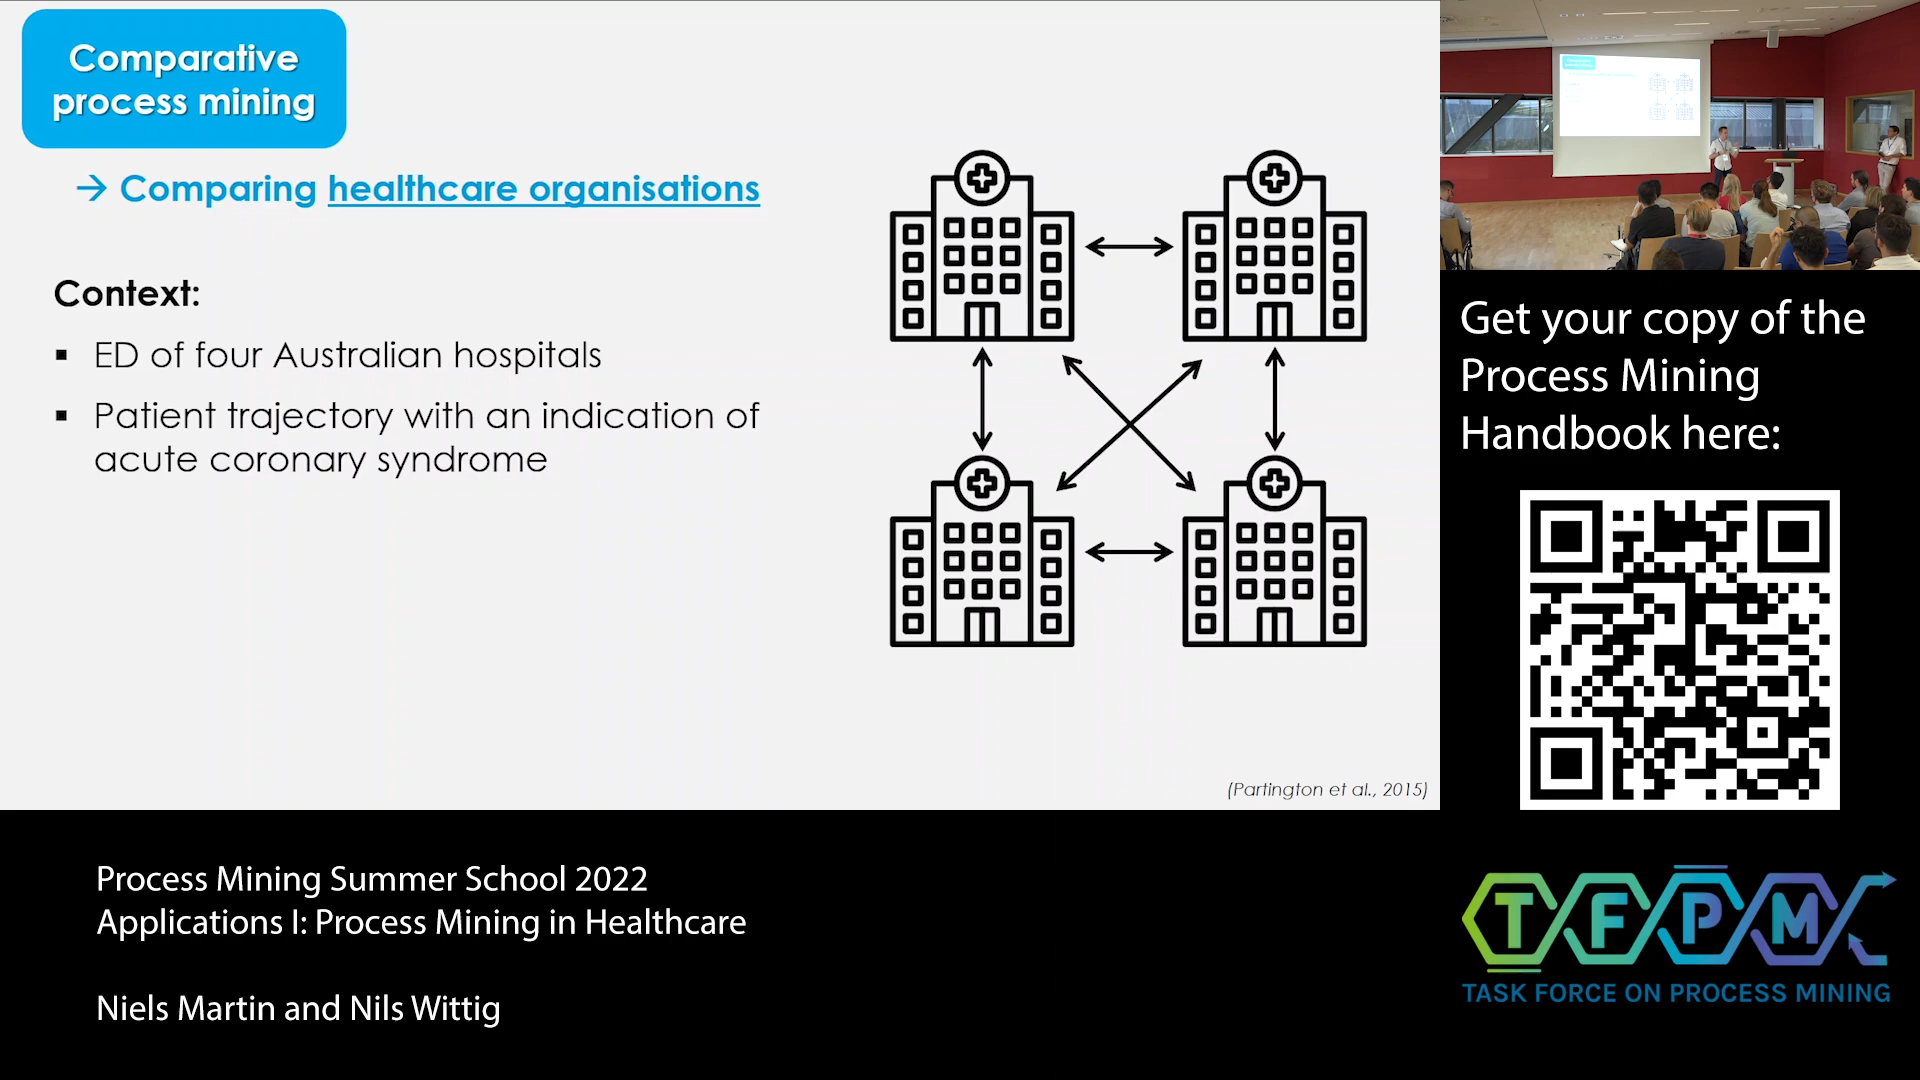 Comparative
process mining
→ Comparing healthcare organisations
Context:
▪ ED of four Australian hospitals
▪ Patient trajectory with an indication of
acute coronary syndrome
(Partington et al., 2015)
Get your copy of the
Process Mining
Handbook here:
Process Mining Summer School 2022
Applications I: Process Mining in Healthcare
Niels Martin and Nils Wittig
TFPM
TASK FORCE ON PROCESS MINING